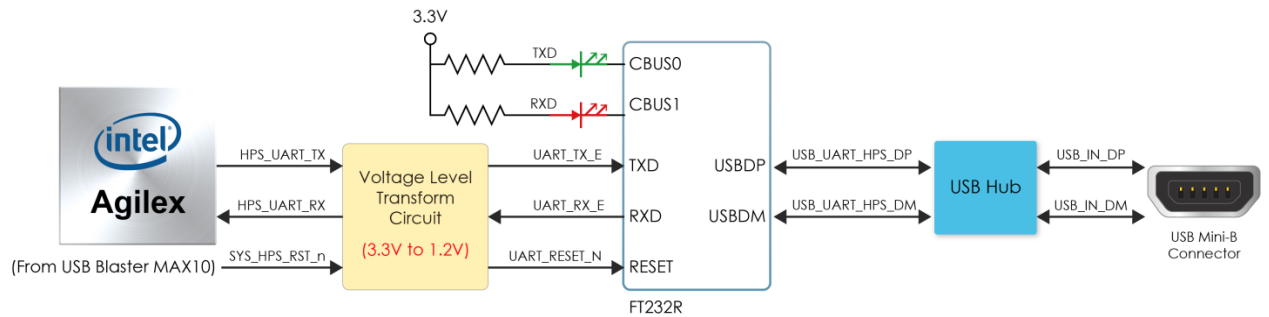 3.3V
TXD
CBUS0
RXD
CBUS1
intel
Agilex
HPS_UART_TX
HPS_UART_RX
(From USB Blaster MAX10)
SYS_HPS_RST_n
Voltage Level
Transform
Circuit
(3.3V to 1.2V)
UART_TX_E
UART_RX_E
UART_RESET_N
TXD
RXD
RESET
USBDP
USBDM
FT232R
USB_UART_HPS_DP
USB_UART_HPS_DM
USB Hub
USB_IN_DP
USB_IN_DM
USB Mini-B
Connector